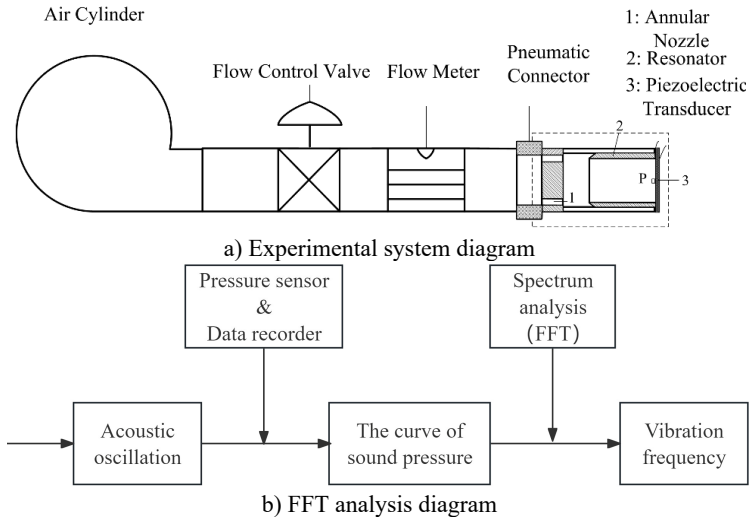 Air Cylinder
Flow Control Valve
Flow Meter
Pneumatic
Connector
1: Annular
Nozzle
2: Resonator
3: Piezoelectric
Transducer
2
P
3
1
a) Experimental system diagram
Pressure sensor
&
Data recorder
Spectrum
analysis
(FFT)
Acoustic
oscillation
The curve of
sound pressure
Vibration
frequency
b) FFT analysis diagram